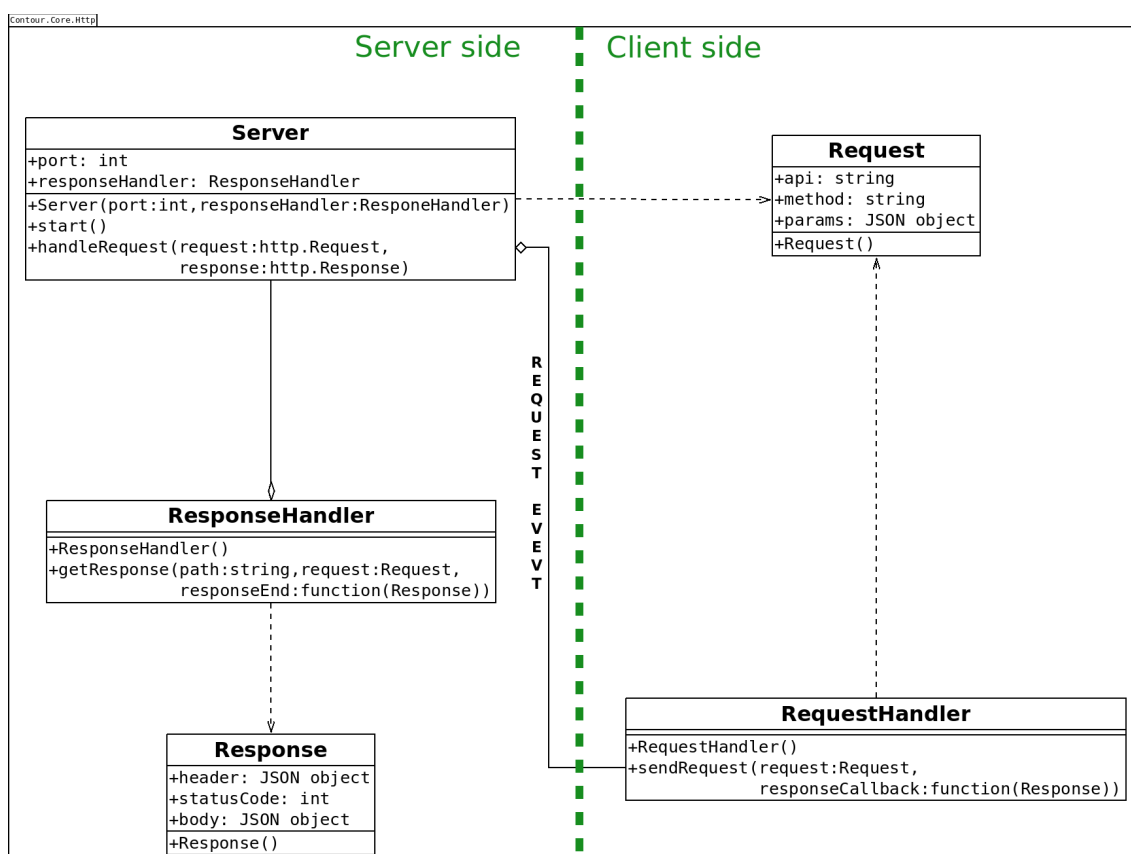 Contour.Core.Http
Server side
Client side
Server
+port: int
+responseHandler: ResponseHandler
+Server(port:int,responseHandler:ResponeHandler)
+start()
+handleRequest(request:http.Request,
response:http.Response)
Request
+api: string
+method: string
+params: JSON object
+Request()
REQUEST EVEVT
ResponseHandler
+ResponseHandler()
+getResponse(path:string,request:Request,
responseEnd:function(Response))
Response
+header: JSON object
+statusCode: int
+body: JSON object
+Response()
RequestHandler
+RequestHandler()
+sendRequest(request:Request,
responseCallback:function(Response))